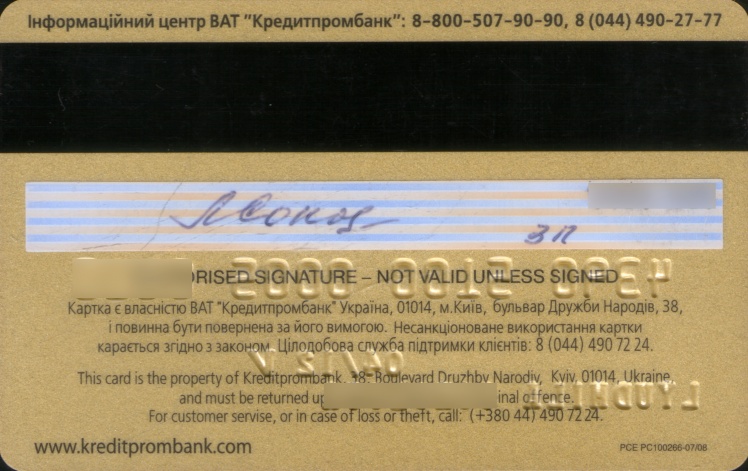 Інформаційний центр ВАТ "Кредитпромбанк": 8-800-507-90-90, 8 (044) 490-27-77
зп
ORISED SIGNATURE – NOT VALID UNLESS SIGNED
Картка є власністю ВАТ "Кредитпромбанк" Україна, 01014, м.Київ, бульвар Дружби Народів, 38,
і повинна бути повернена за його вимогою. Несанкціоноване використання картки
карається згідно з законом. Цілодобова служба підтримки клієнтів: 8 (044) 490 72 24.
This card is the property of Kreditprombank, 38, Boulevard Druzhby Narodiv, Kyiv, 01014, Ukraine,
and must be returned inal offence.
For customer servise, or in case of loss or theft, call: (+380 44) 490 72 24.
www.kreditprombank.com
PCE PC100266-07/08